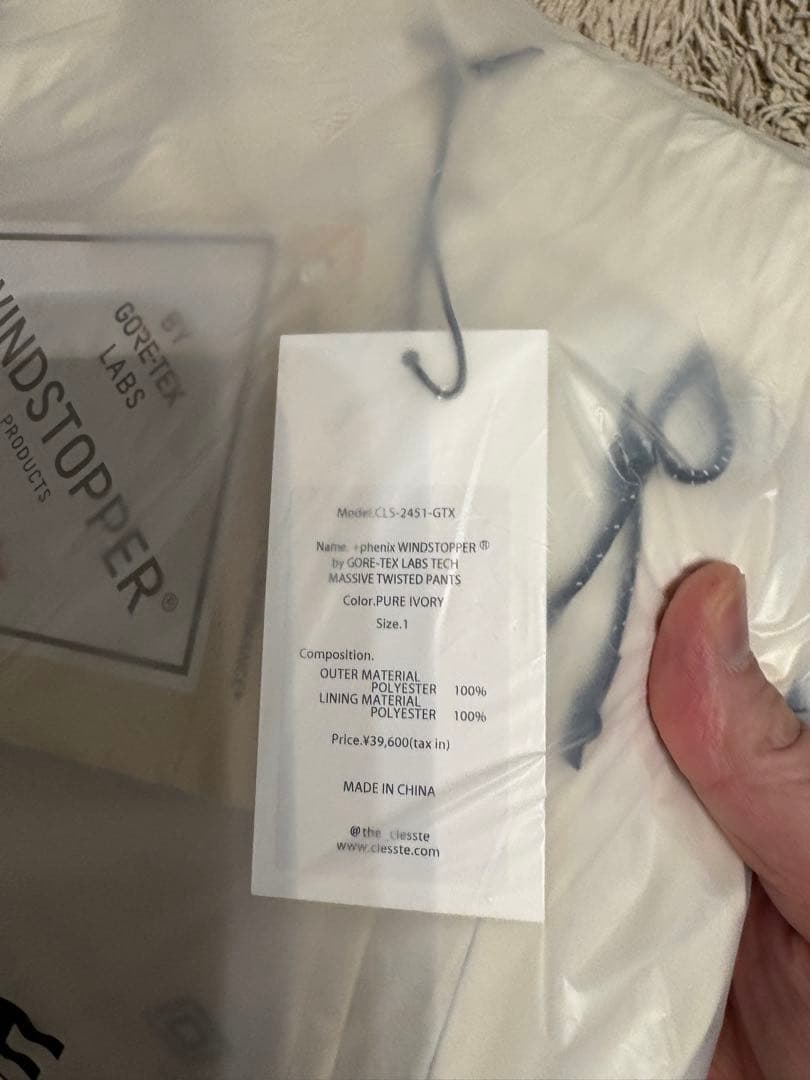 BY
GORE-TEX
LABS
WINDSTOPPER®
PRODUCTS
Model.CLS-2451-GTX
Name. +phenix WINDSTOPPER®
by GORE-TEX LABS TECH
MASSIVE TWISTED PANTS
Color.PURE IVORY
Size.1
Composition.
OUTER MATERIAL
POLYESTER 100%
LINING MATERIAL
POLYESTER 100%
Price.¥39,600(tax in)
MADE IN CHINA
@the_clesste
www.clesste.com